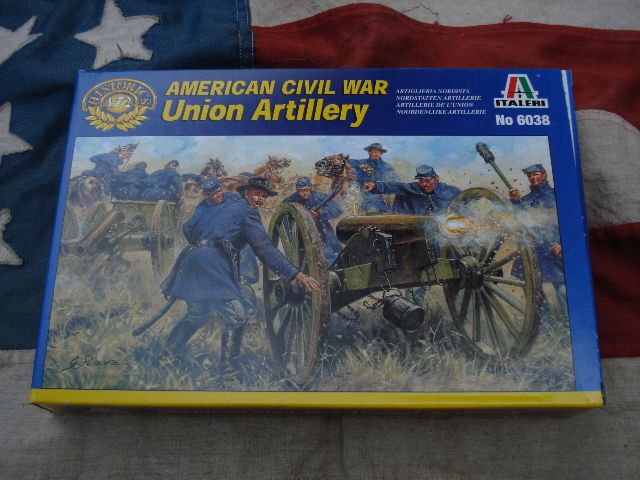 HISTORICS
1:72
AMERICAN CIVIL WAR
Union Artillery
ARTIGLIERIA NORDISTA
NORDSTAATEN ARTILLERIE
ARTILLERIE DE L'UNION
NOORDENLIJKE ARTILLERIE
ITALERI
No 6038